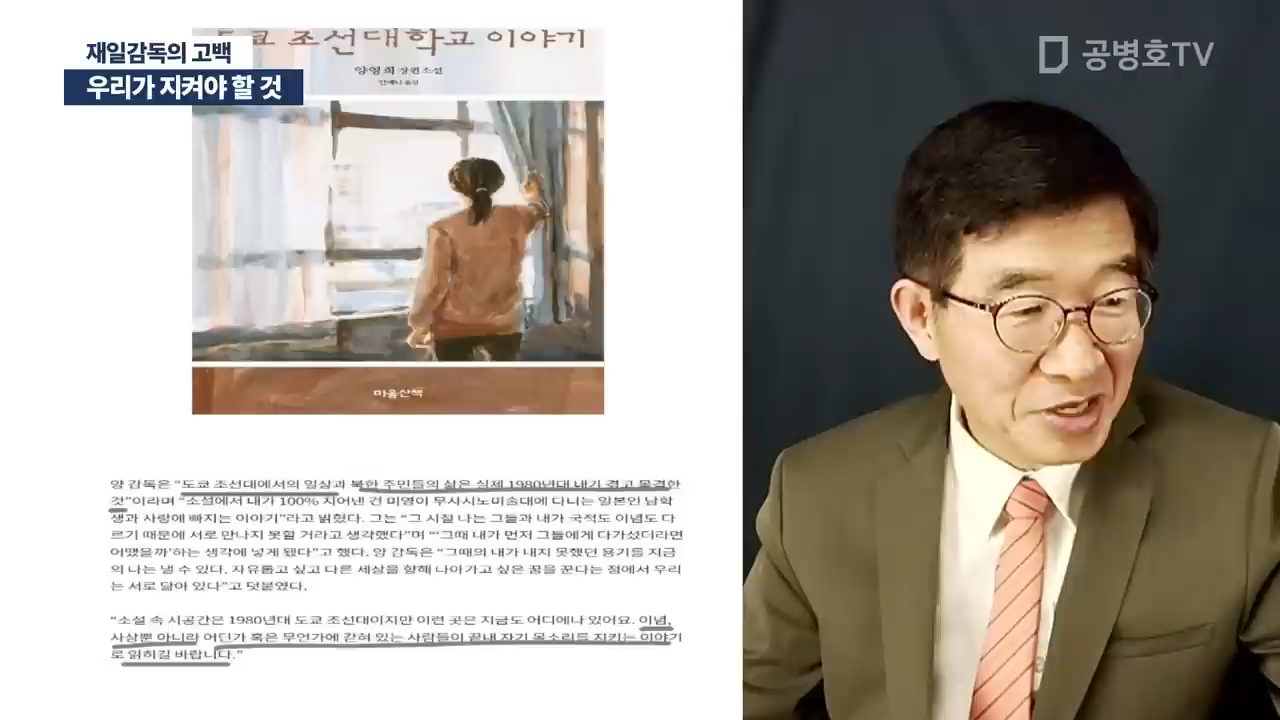 재일감독의 고백
우리가 지켜야 할 것
도쿄 조선대학교 이야기
양영희 장편소설
인예니 옮김
마음산책
공병호TV
양 감독은 “도쿄 조선대에서의 일상과 북한 주민들의 삶은 실제 1980년대 내가 겪고 목격한
것”이라며 “소설에서 내가 100% 지어낸 건 미영이 무사시노미술대에 다니는 일본인 남학
생과 사랑에 빠지는 이야기”라고 밝혔다. 그는 “그 시절 나는 그들과 내가 국적도 이념도 다
르기 때문에 서로 만나지 못할 거라고 생각했다”며 “‘그때 내가 먼저 그들에게 다가섰더라면
어땠을까’하는 생각에 넣게 됐다”고 했다. 양 감독은 “그때의 내가 내지 못했던 용기를 지금
의 나는 낼 수 있다. 자유롭고 싶고 다른 세상을 향해 나아가고 싶은 꿈을 꾼다는 점에서 우리
는 서로 닮아 있다”고 덧붙였다.
“소설 속 시공간은 1980년대 도쿄 조선대이지만 이런 곳은 지금도 어디에나 있어요. 이념,
사상뿐 아니라 어딘가 혹은 무언가에 갇혀 있는 사람들이 끝내 자기 목소리를 지키는 이야기
로 읽히길 바랍니다.”